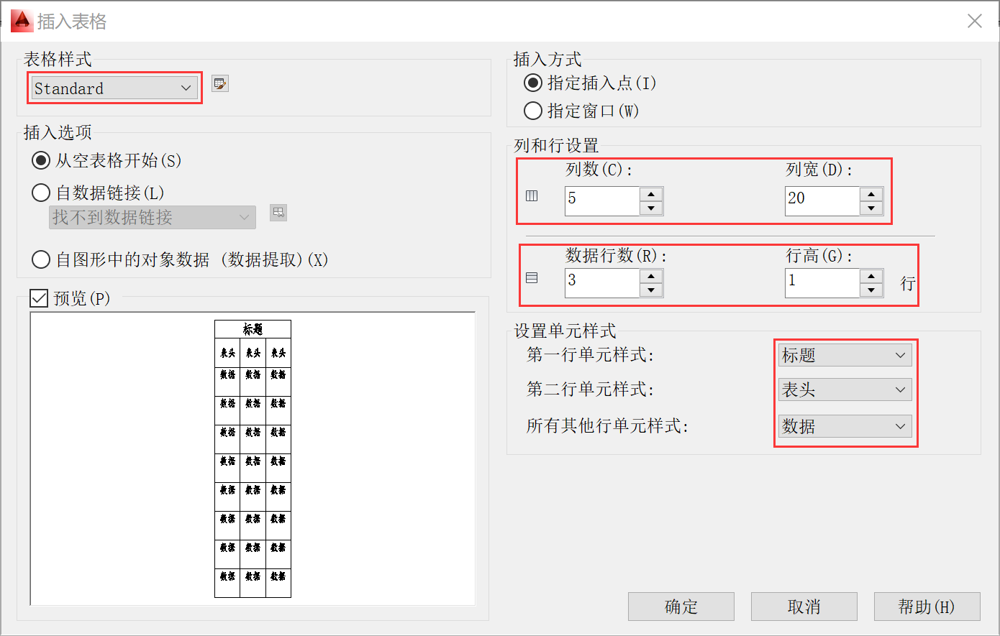 插入表格
表格样式
Standard
插入选项
从空表格开始(S)
自数据链接(L)
找不到数据链接
自图形中的对象数据 (数据提取)(X)
预览(P)
标题
表头 表头 表头
数据 数据 数据
数据 数据 数据
数据 数据 数据
数据 数据 数据
数据 数据 数据
数据 数据 数据
数据 数据 数据
数据 数据 数据
插入方式
指定插入点(I)
指定窗口(W)
列和行设置
列数(C): 列宽(D):
5 20
数据行数(R): 行高(G):
3 1 行
设置单元样式
第一行单元样式: 标题
第二行单元样式: 表头
所有其他行单元样式: 数据
确定 取消 帮助(H)